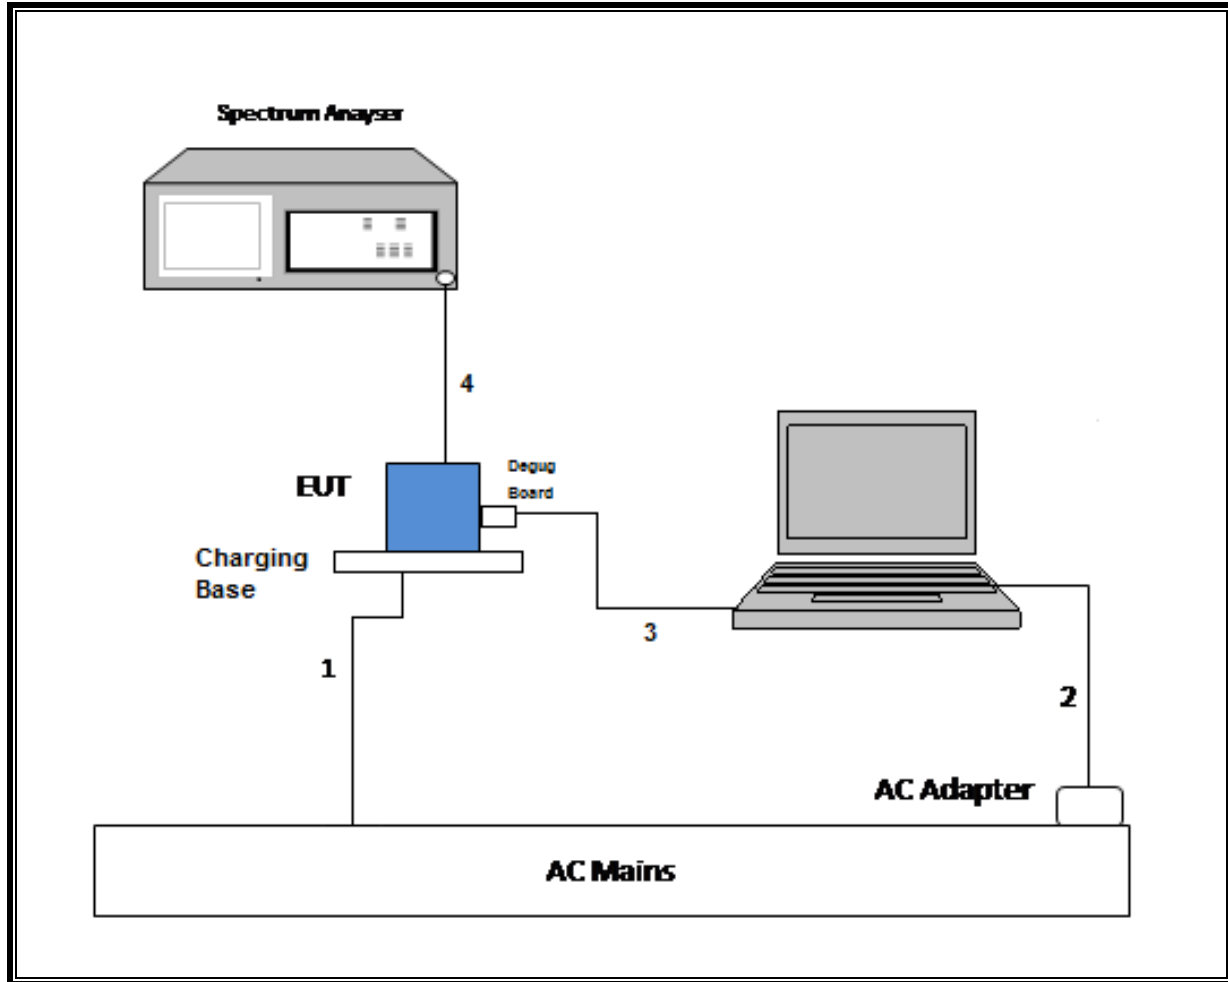 Spectrum Anayser
4
EUT
Degug
Board
Charging
Base
3
1
2
AC Adapter
AC Mains